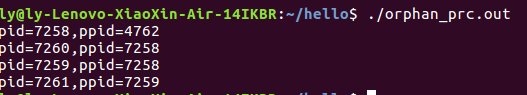 ly@ly-Lenovo-XiaoXin-Air-14IKBR:~/hello$ ./orphan_prc.out
pid=7258,ppid=4762
pid=7260,ppid=7258
pid=7259,ppid=7258
pid=7261,ppid=7259